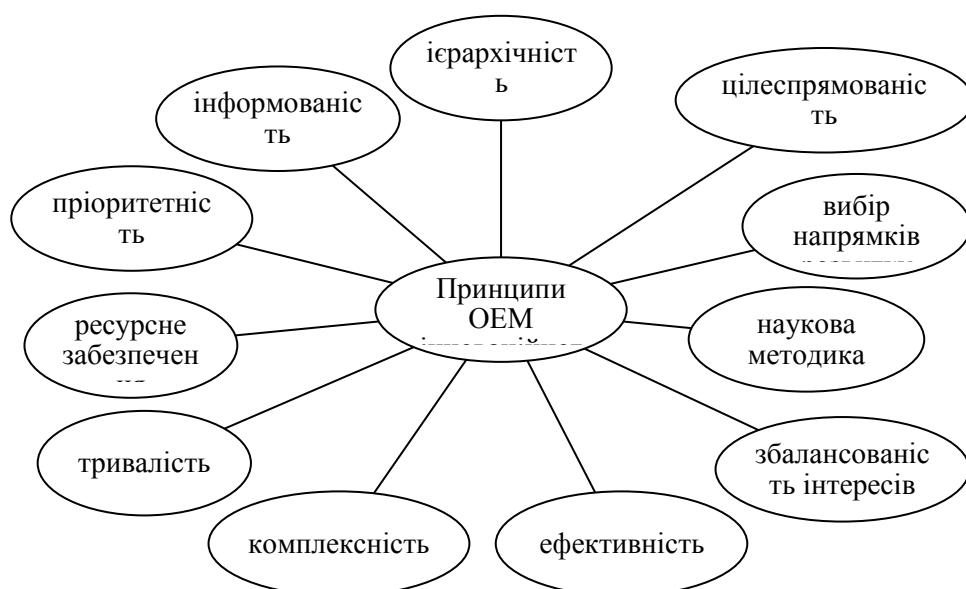 ієрархічніст
ь
цілеспрямованіс
ть
інформованіс
ть
пріоритетніс
ть
вибір
напрямків
Принципи
ОЕМ
ресурсне
забезпечен
наукова
методика
тривалість
збалансованіс
ть інтересів
комплексність
ефективність